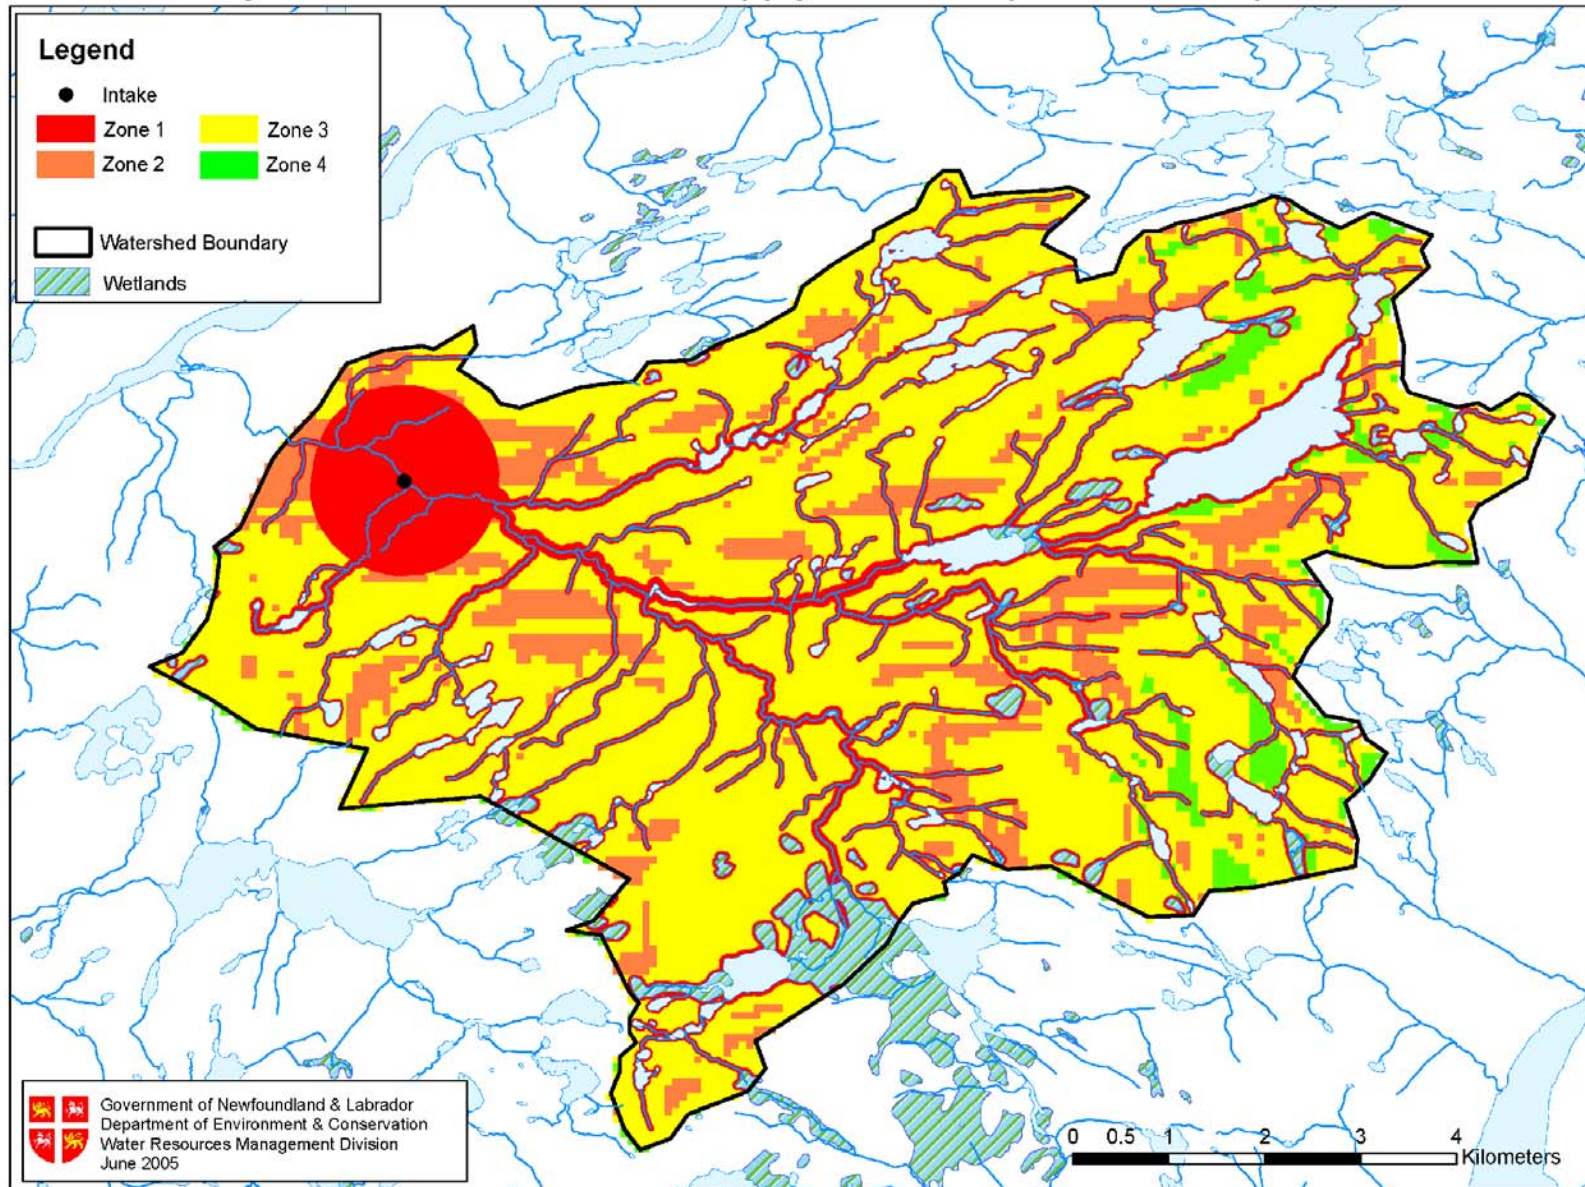 Legend
Intake
Zone 1
Zone 3
Zone 2
Zone 4
Watershed Boundary
Wetlands
Government of Newfoundland & Labrador
Department of Environment & Conservation
Water Resources Management Division
June 2005
0 0.5 1 2 3 4
Kilometers